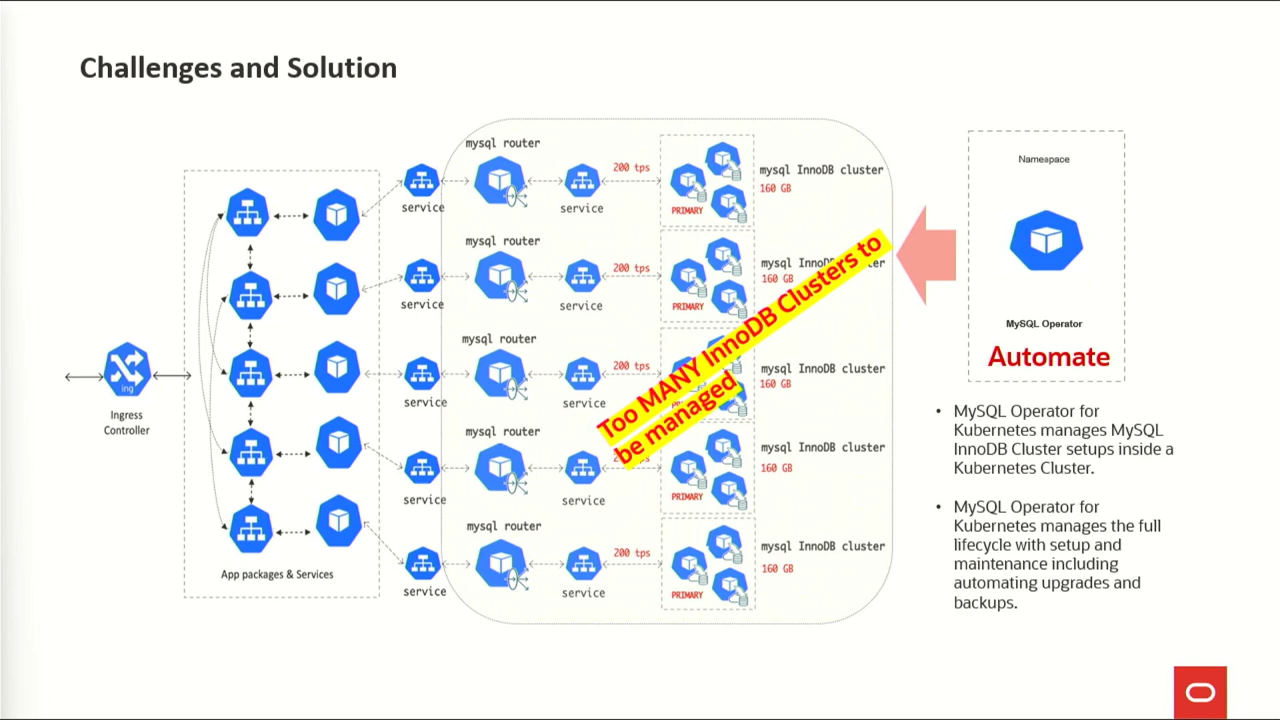 Challenges and Solution
mysql router
200 tps
mysql InnoDB cluster
160 GB
service
service
PRIMARY
mysql router
200 tps
mysql InnoDB cluster
160 GB
service
service
PRIMARY
mysql router
200 tps
mysql InnoDB cluster
160 GB
service
service
mysql router
mysql InnoDB cluster
160 GB
service
service
PRIMARY
mysql router
200 tps
mysql InnoDB cluster
160 GB
service
service
PRIMARY
Too MANY InnoDB Clusters to
be managed
ing
Ingress
Controller
App packages & Services
Namespace
MySQL Operator
Automate
• MySQL Operator for
Kubernetes manages MySQL
InnoDB Cluster setups inside a
Kubernetes Cluster.
• MySQL Operator for
Kubernetes manages the full
lifecycle with setup and
maintenance including
automating upgrades and
backups.